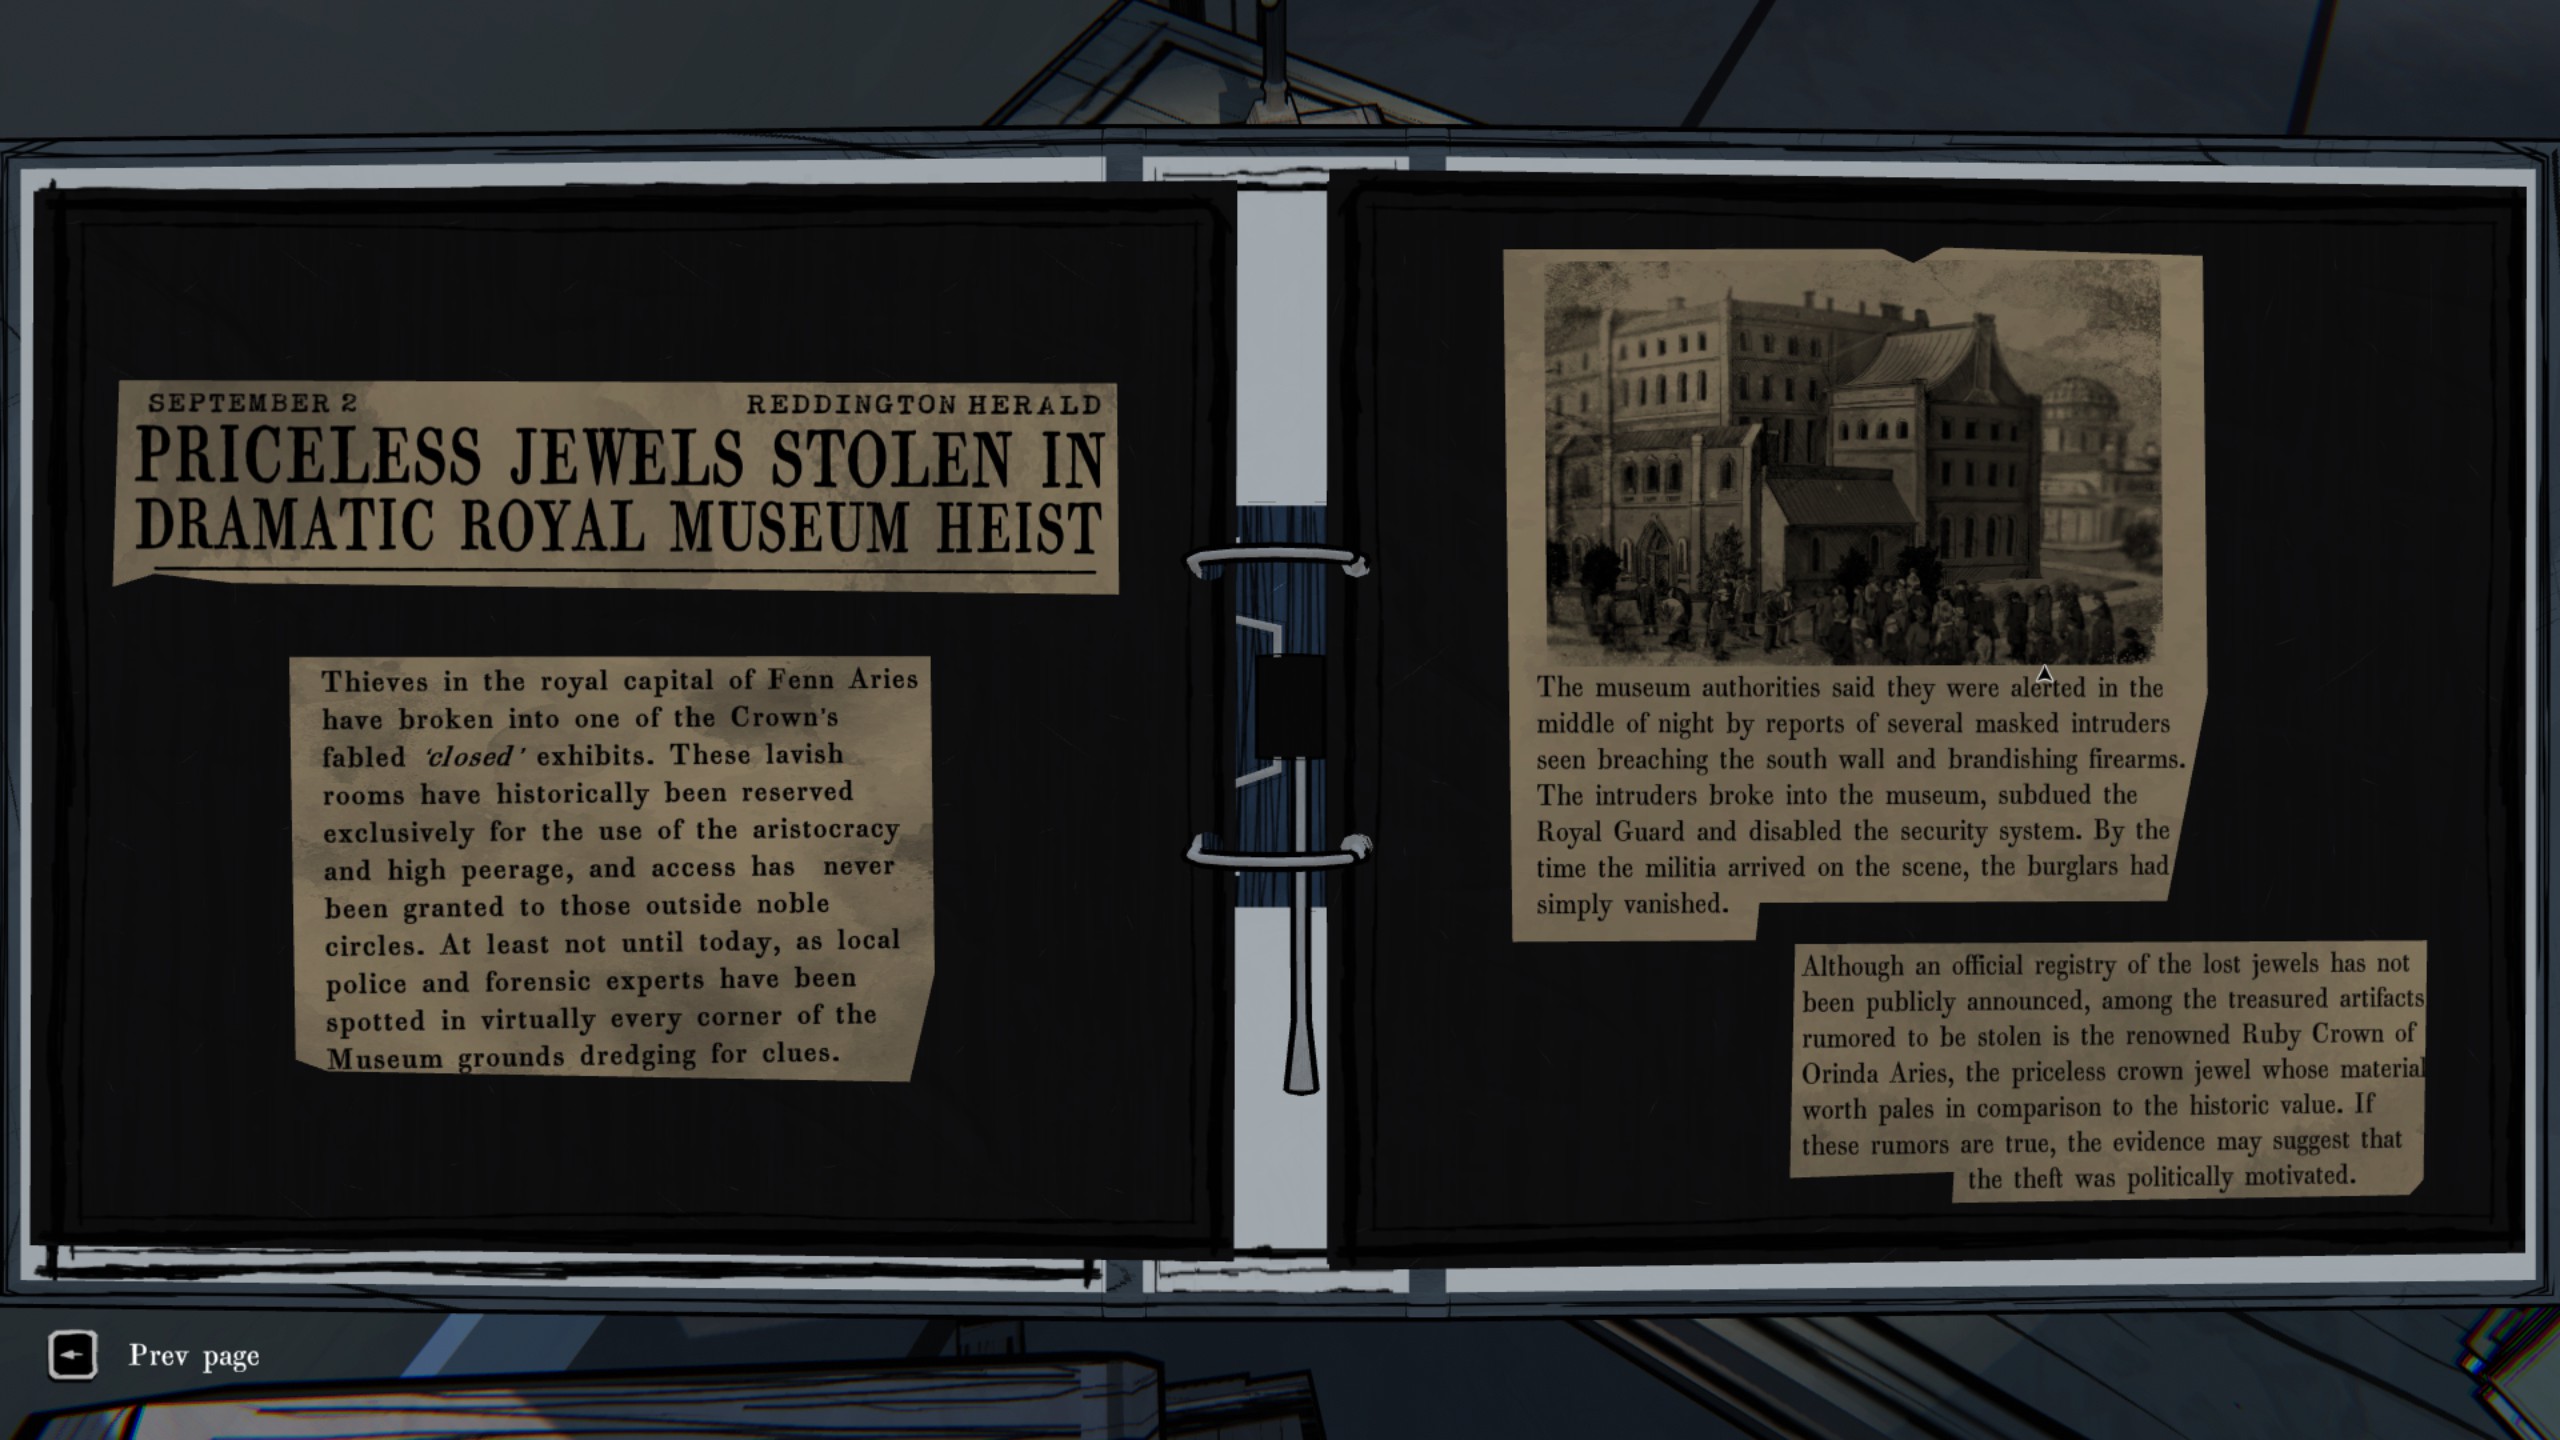 SEPTEMBER 2 REDDINGTON HERALD
PRICELESS JEWELS STOLEN IN
DRAMATIC ROYAL MUSEUM HEIST
Thieves in the royal capital of Fenn Aries
have broken into one of the Crown's
fabled 'closed' exhibits. These lavish
rooms have historically been reserved
exclusively for the use of the aristocracy
and high peerage, and access has never
been granted to those outside noble
circles. At least not until today, as local
police and forensic experts have been
spotted in virtually every corner of the
Museum grounds dredging for clues.
The museum authorities said they were alerted in the
middle of night by reports of several masked intruders
seen breaching the south wall and brandishing firearms.
The intruders broke into the museum, subdued the
Royal Guard and disabled the security system. By the
time the militia arrived on the scene, the burglars had
simply vanished.
Although an official registry of the lost jewels has not
been publicly announced, among the treasured artifacts
rumored to be stolen is the renowned Ruby Crown of
Orinda Aries, the priceless crown jewel whose material
worth pales in comparison to the historic value. If
these rumors are true, the evidence may suggest that
the theft was politically motivated.
Prev page